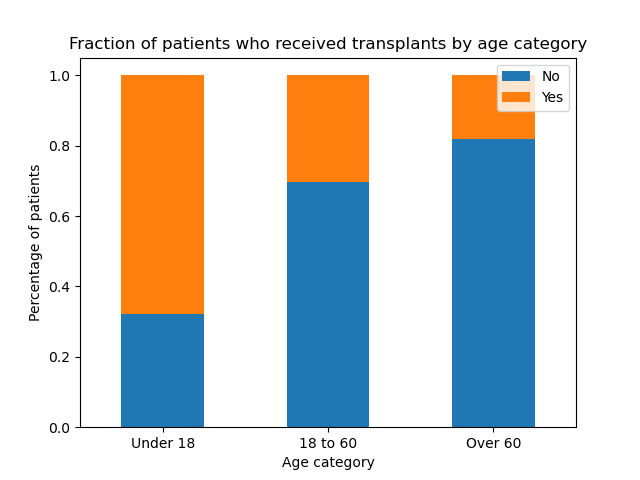 Fraction of patients who received transplants by age category
No
Yes
1.0
0.8
0.6
0.4
0.2
0.0
Percentage of patients
Under 18
18 to 60
Over 60
Age category